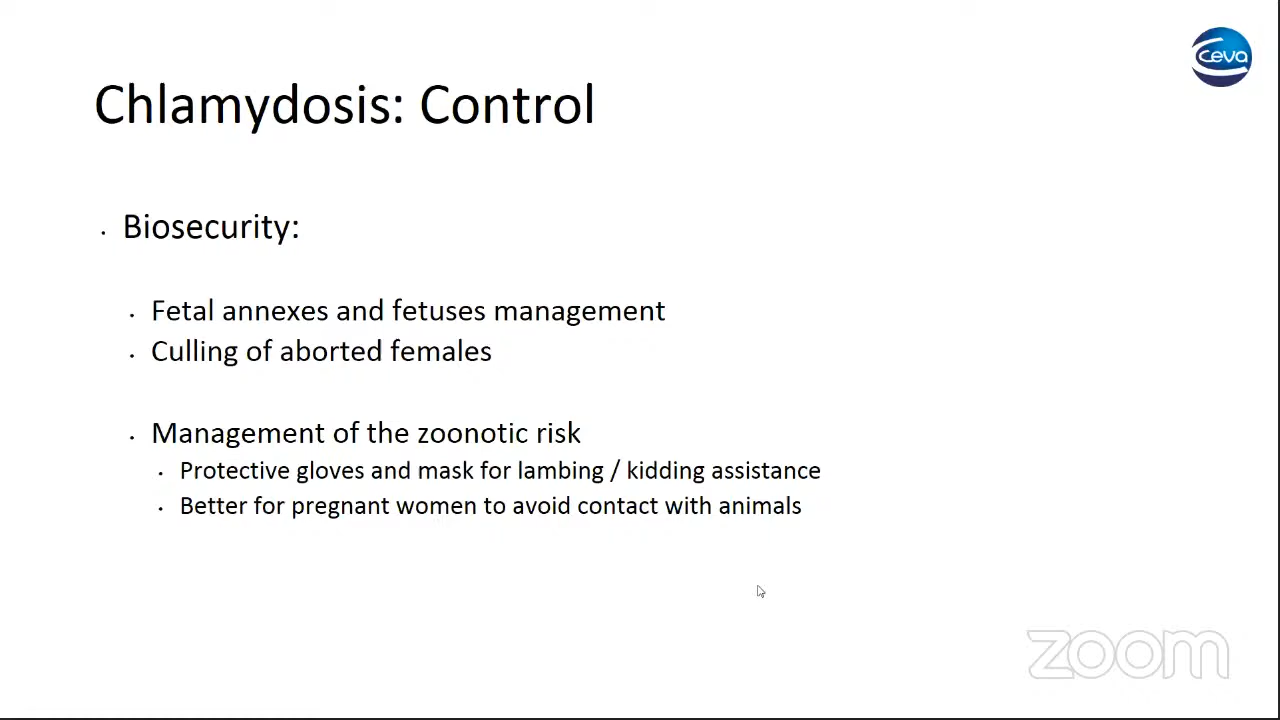 ceva
Chlamydosis: Control
• Biosecurity:
• Fetal annexes and fetuses management
• Culling of aborted females
• Management of the zoonotic risk
• Protective gloves and mask for lambing / kidding assistance
• Better for pregnant women to avoid contact with animals
zoom